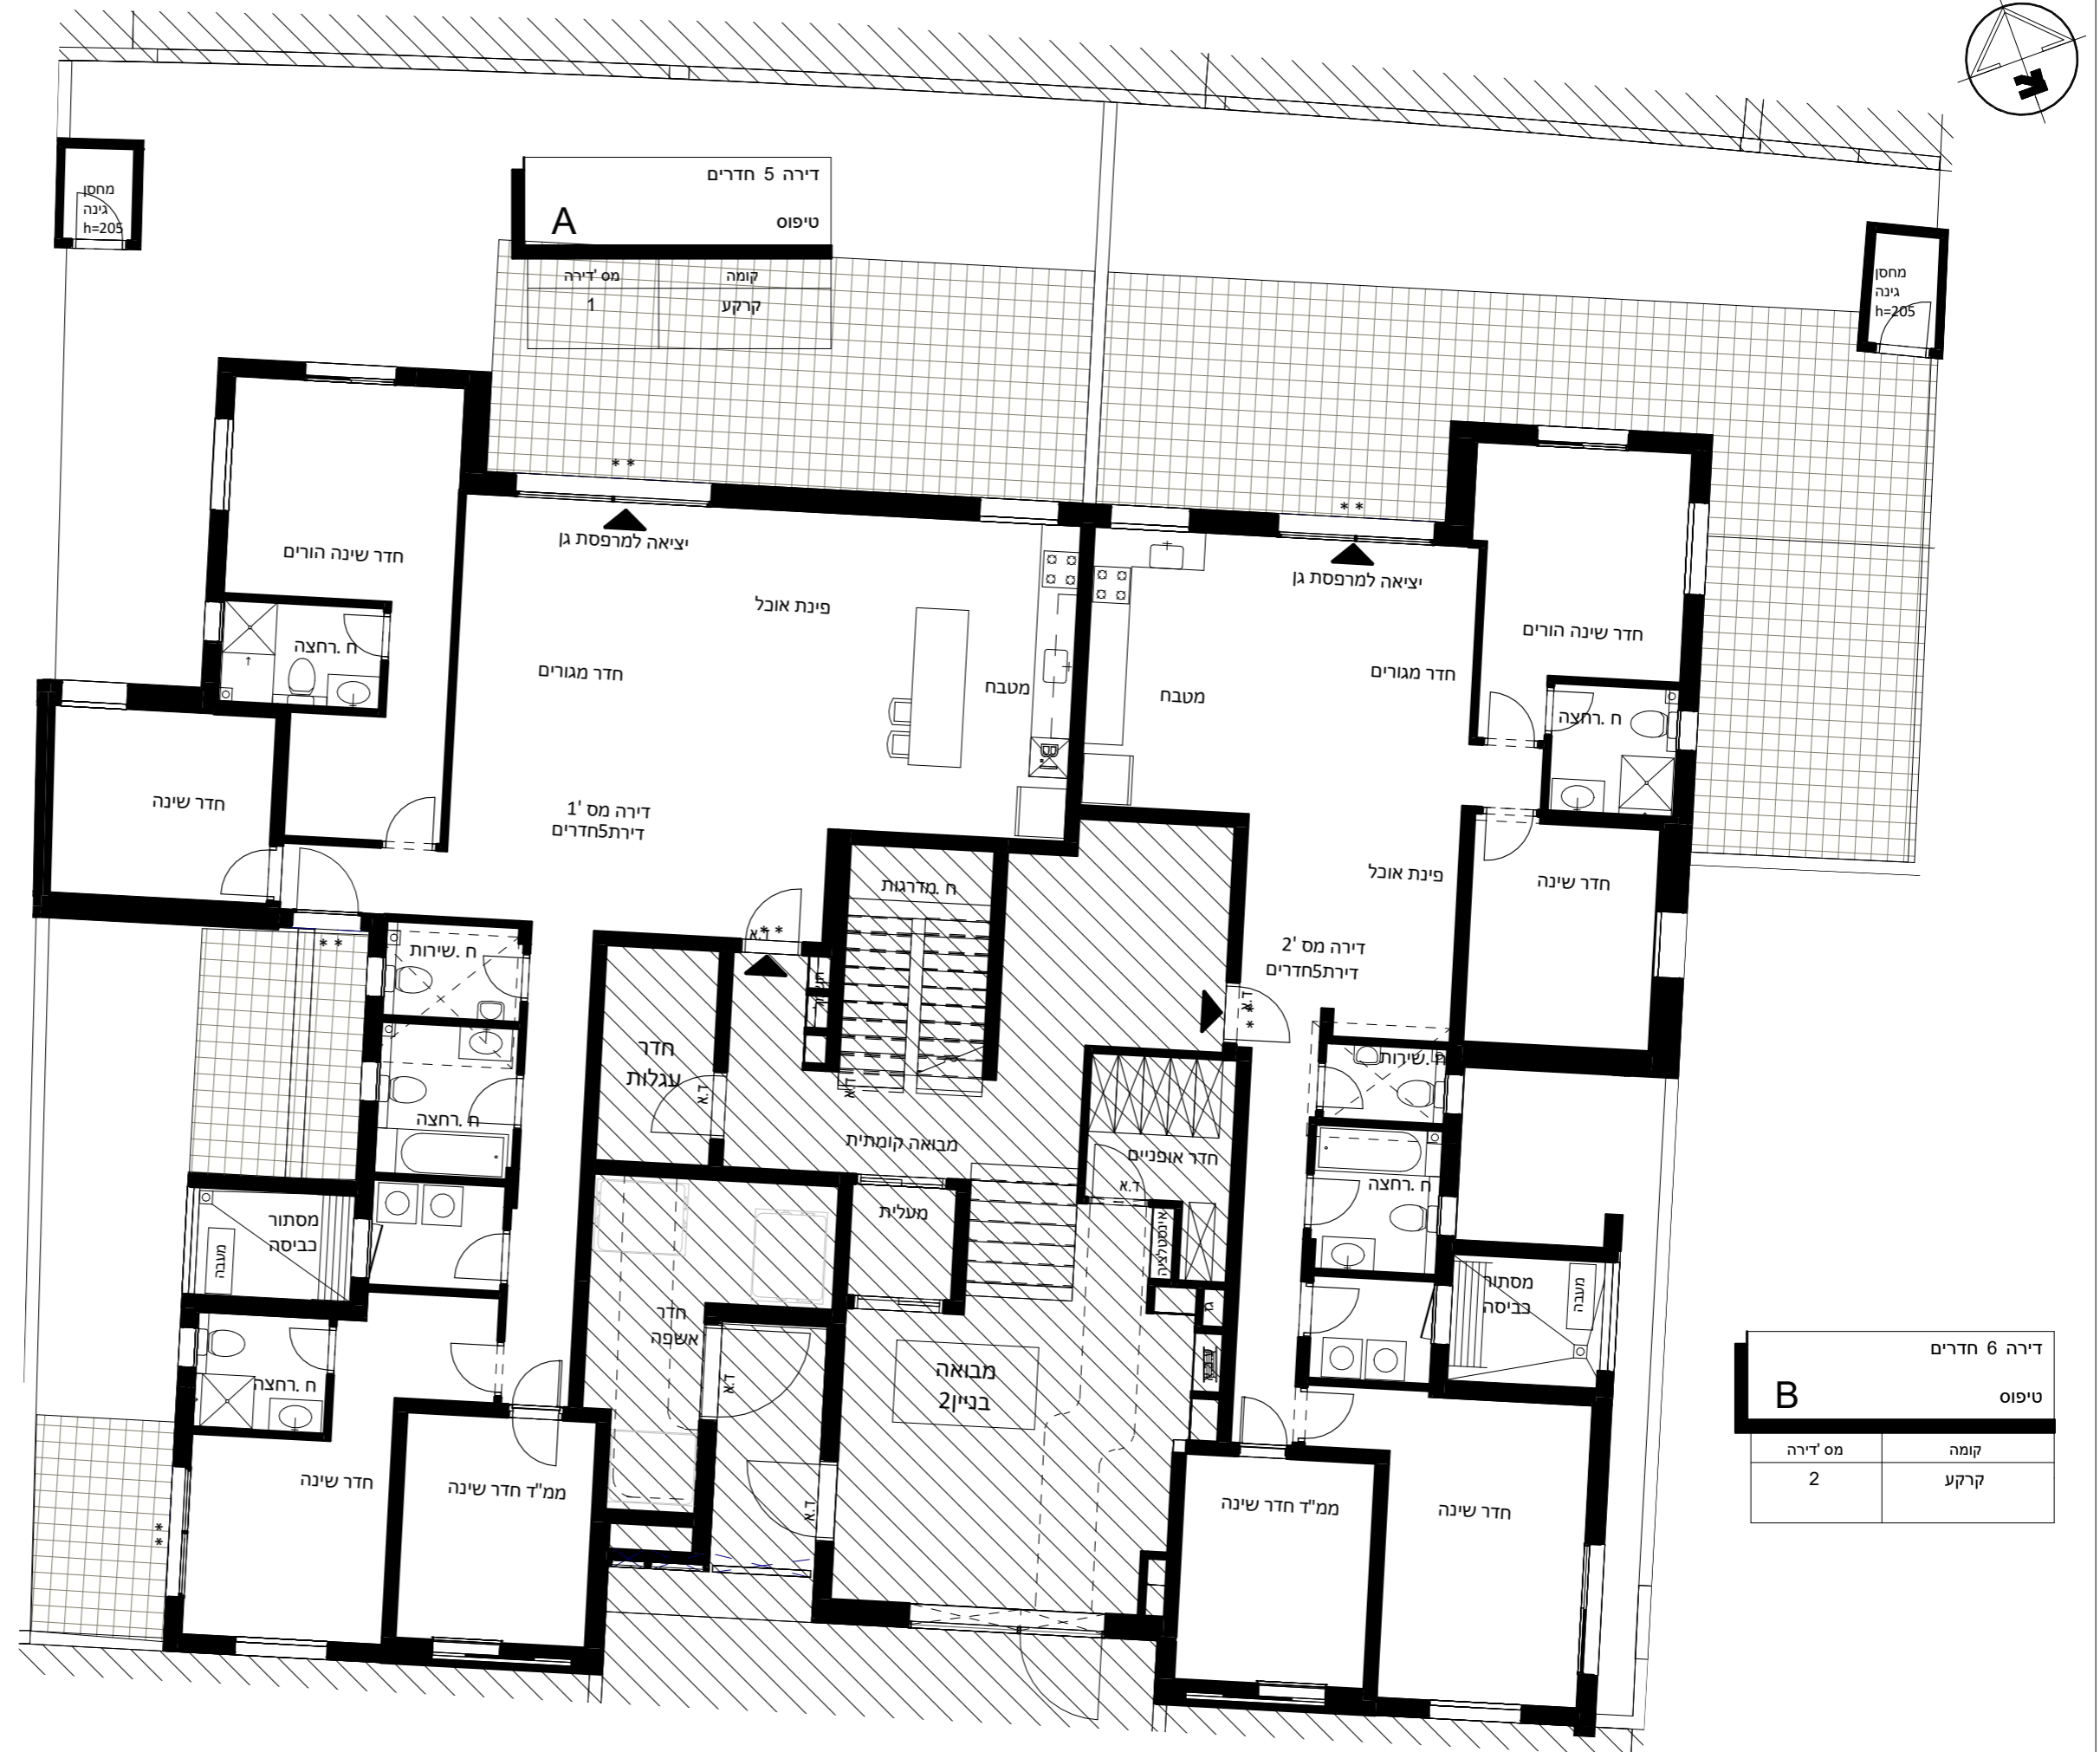 דירה 5 חדרים
טיפוס
A
קומה
מס 'דירה
קרקע
1
מחסן
גינה
h=205
מחסן
גינה
h=205
* *
* *
יציאה למרפסת גן
יציאה למרפסת גן
חדר שינה הורים
פינת אוכל
חדר מגורים
מטבח
ח .רחצה
חדר שינה
דירה מס '1
דירת5חדרים
חדר שינה הורים
חדר מגורים
מטבח
ח .רחצה
פינת אוכל
חדר שינה
דירה מס '2
דירת5חדרים
ח .מדרגות
* *
ד.א
* *
ח .שירות
ח .רחצה
חדר
עגלות
ד.א
ד.א
ד.א
* *
מבואה קומתית
חדר אופניים
ד.א
אינסטלציה
ח .שירות
ח .רחצה
מסתור
כביסה
מעבה
מעלית
חדר
אשפה
ד.א
ד.א
מבואה
בניין2
גז
מסתור
כביסה
מעבה
ח .רחצה
חדר שינה
ממ"ד חדר שינה
* *
ממ"ד חדר שינה
חדר שינה
דירה 6 חדרים
טיפוס
B
קומה
מס 'דירה
קרקע
2